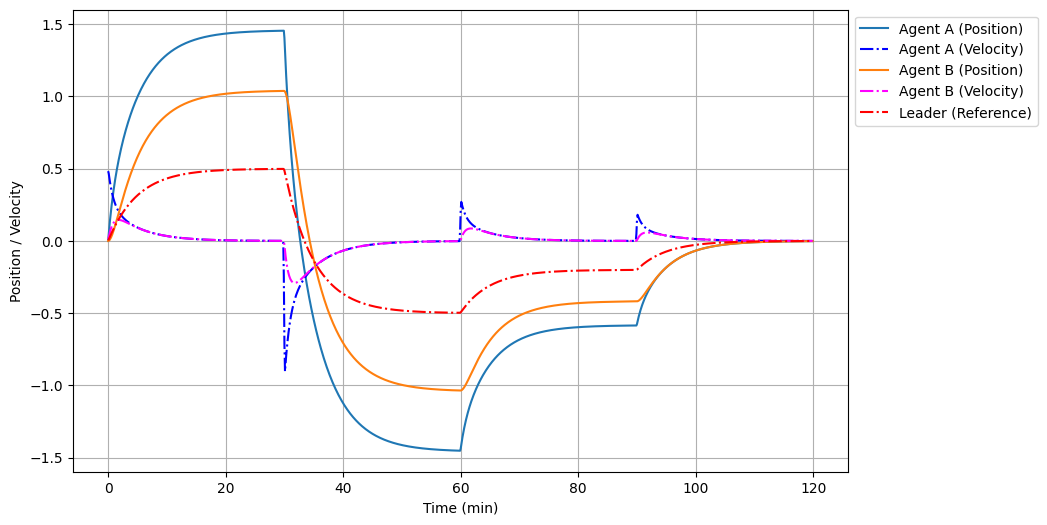 1.5
1.0
0.5
0.0
−0.5
−1.0
−1.5
Position / Velocity
0 20 40 60 80 100 120
Time (min)
Agent A (Position)
Agent A (Velocity)
Agent B (Position)
Agent B (Velocity)
Leader (Reference)